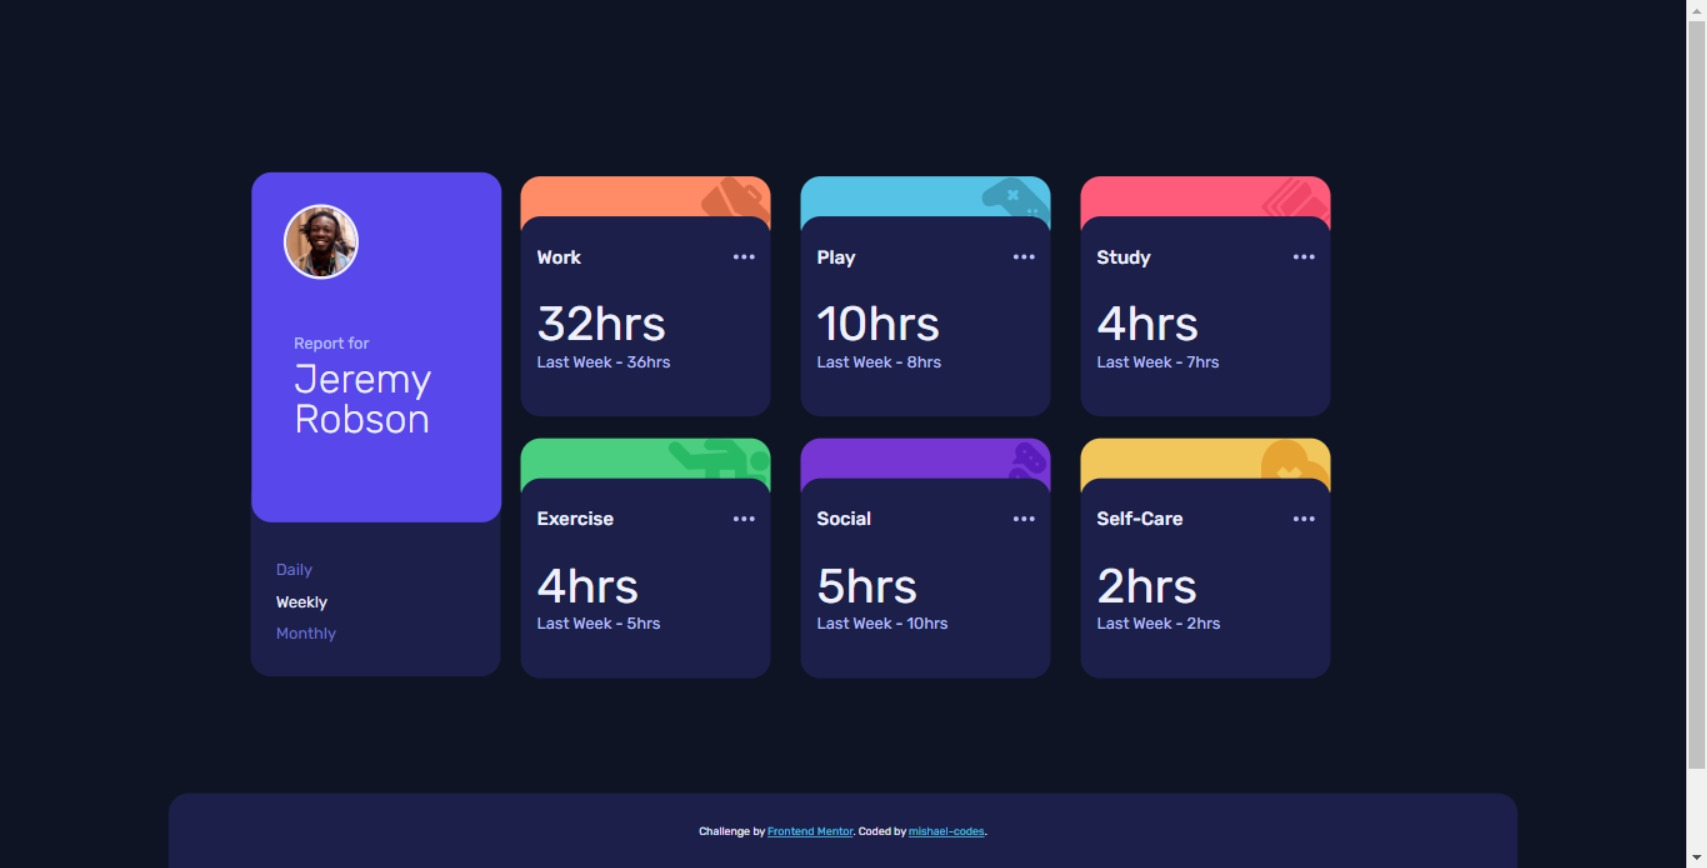 Report for
Jeremy
Robson
Daily
Weekly
Monthly
Work
32hrs
Last Week - 36hrs
Play
10hrs
Last Week - 8hrs
Study
4hrs
Last Week - 7hrs
Exercise
4hrs
Last Week - 5hrs
Social
5hrs
Last Week - 10hrs
Self-Care
2hrs
Last Week - 2hrs
Challenge by Frontend Mentor. Coded by mishael-codes.